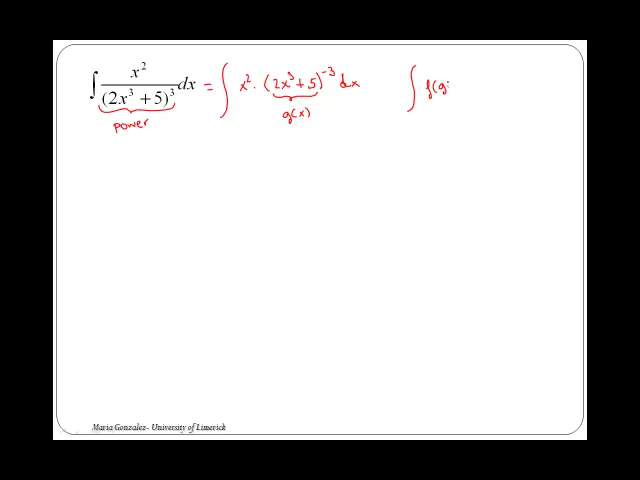 ∫ x² / (2x³ + 5)³ dx = ∫ x² · (2x³ + 5)⁻³ dx ∫ f(g
power g(x)
Maria Gonzalez- University of Limerick